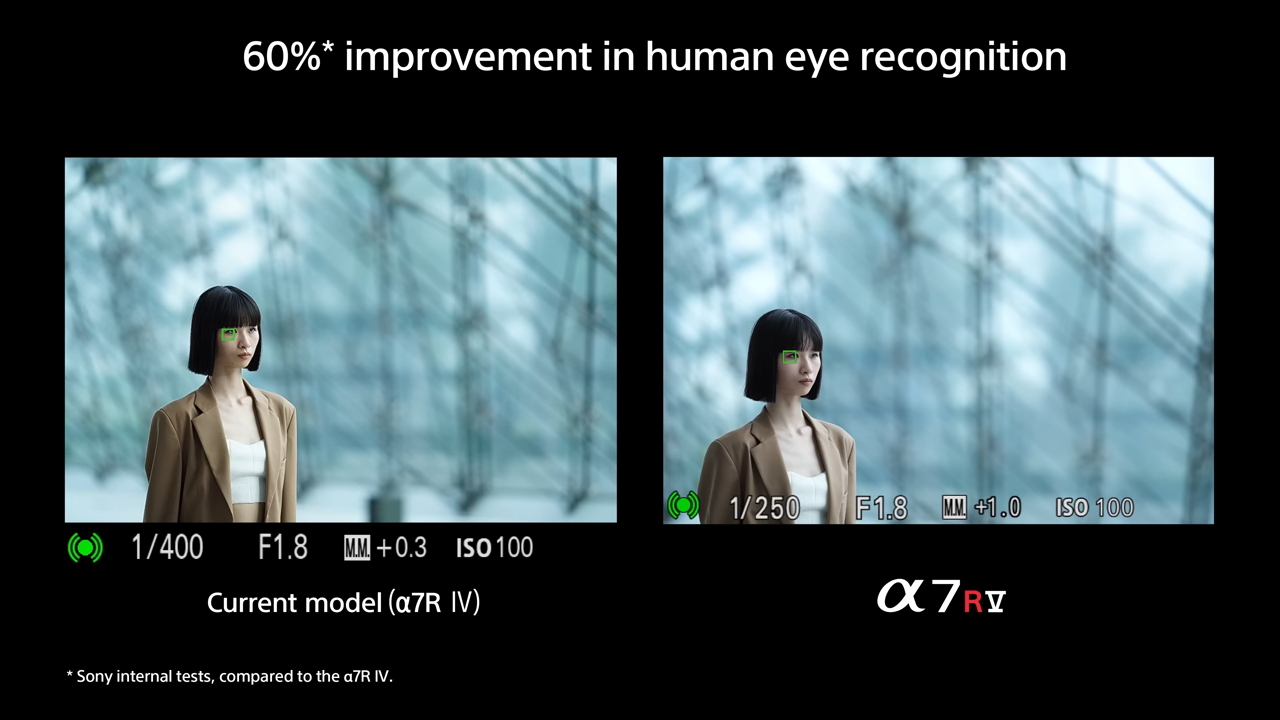 60%* improvement in human eye recognition
1/400 F1.8 M.M. +0.3 ISO 100
1/250 F1.8 M.M. +1.0 ISO 100
Current model (α7R IV)
α7RV
* Sony internal tests, compared to the α7R IV.